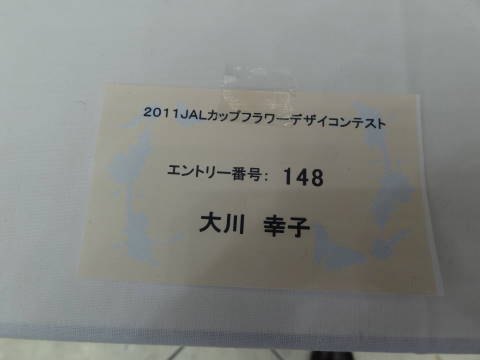 2011JALカップフラワーデザイコンテスト
エントリー番号: 148
大川 幸子